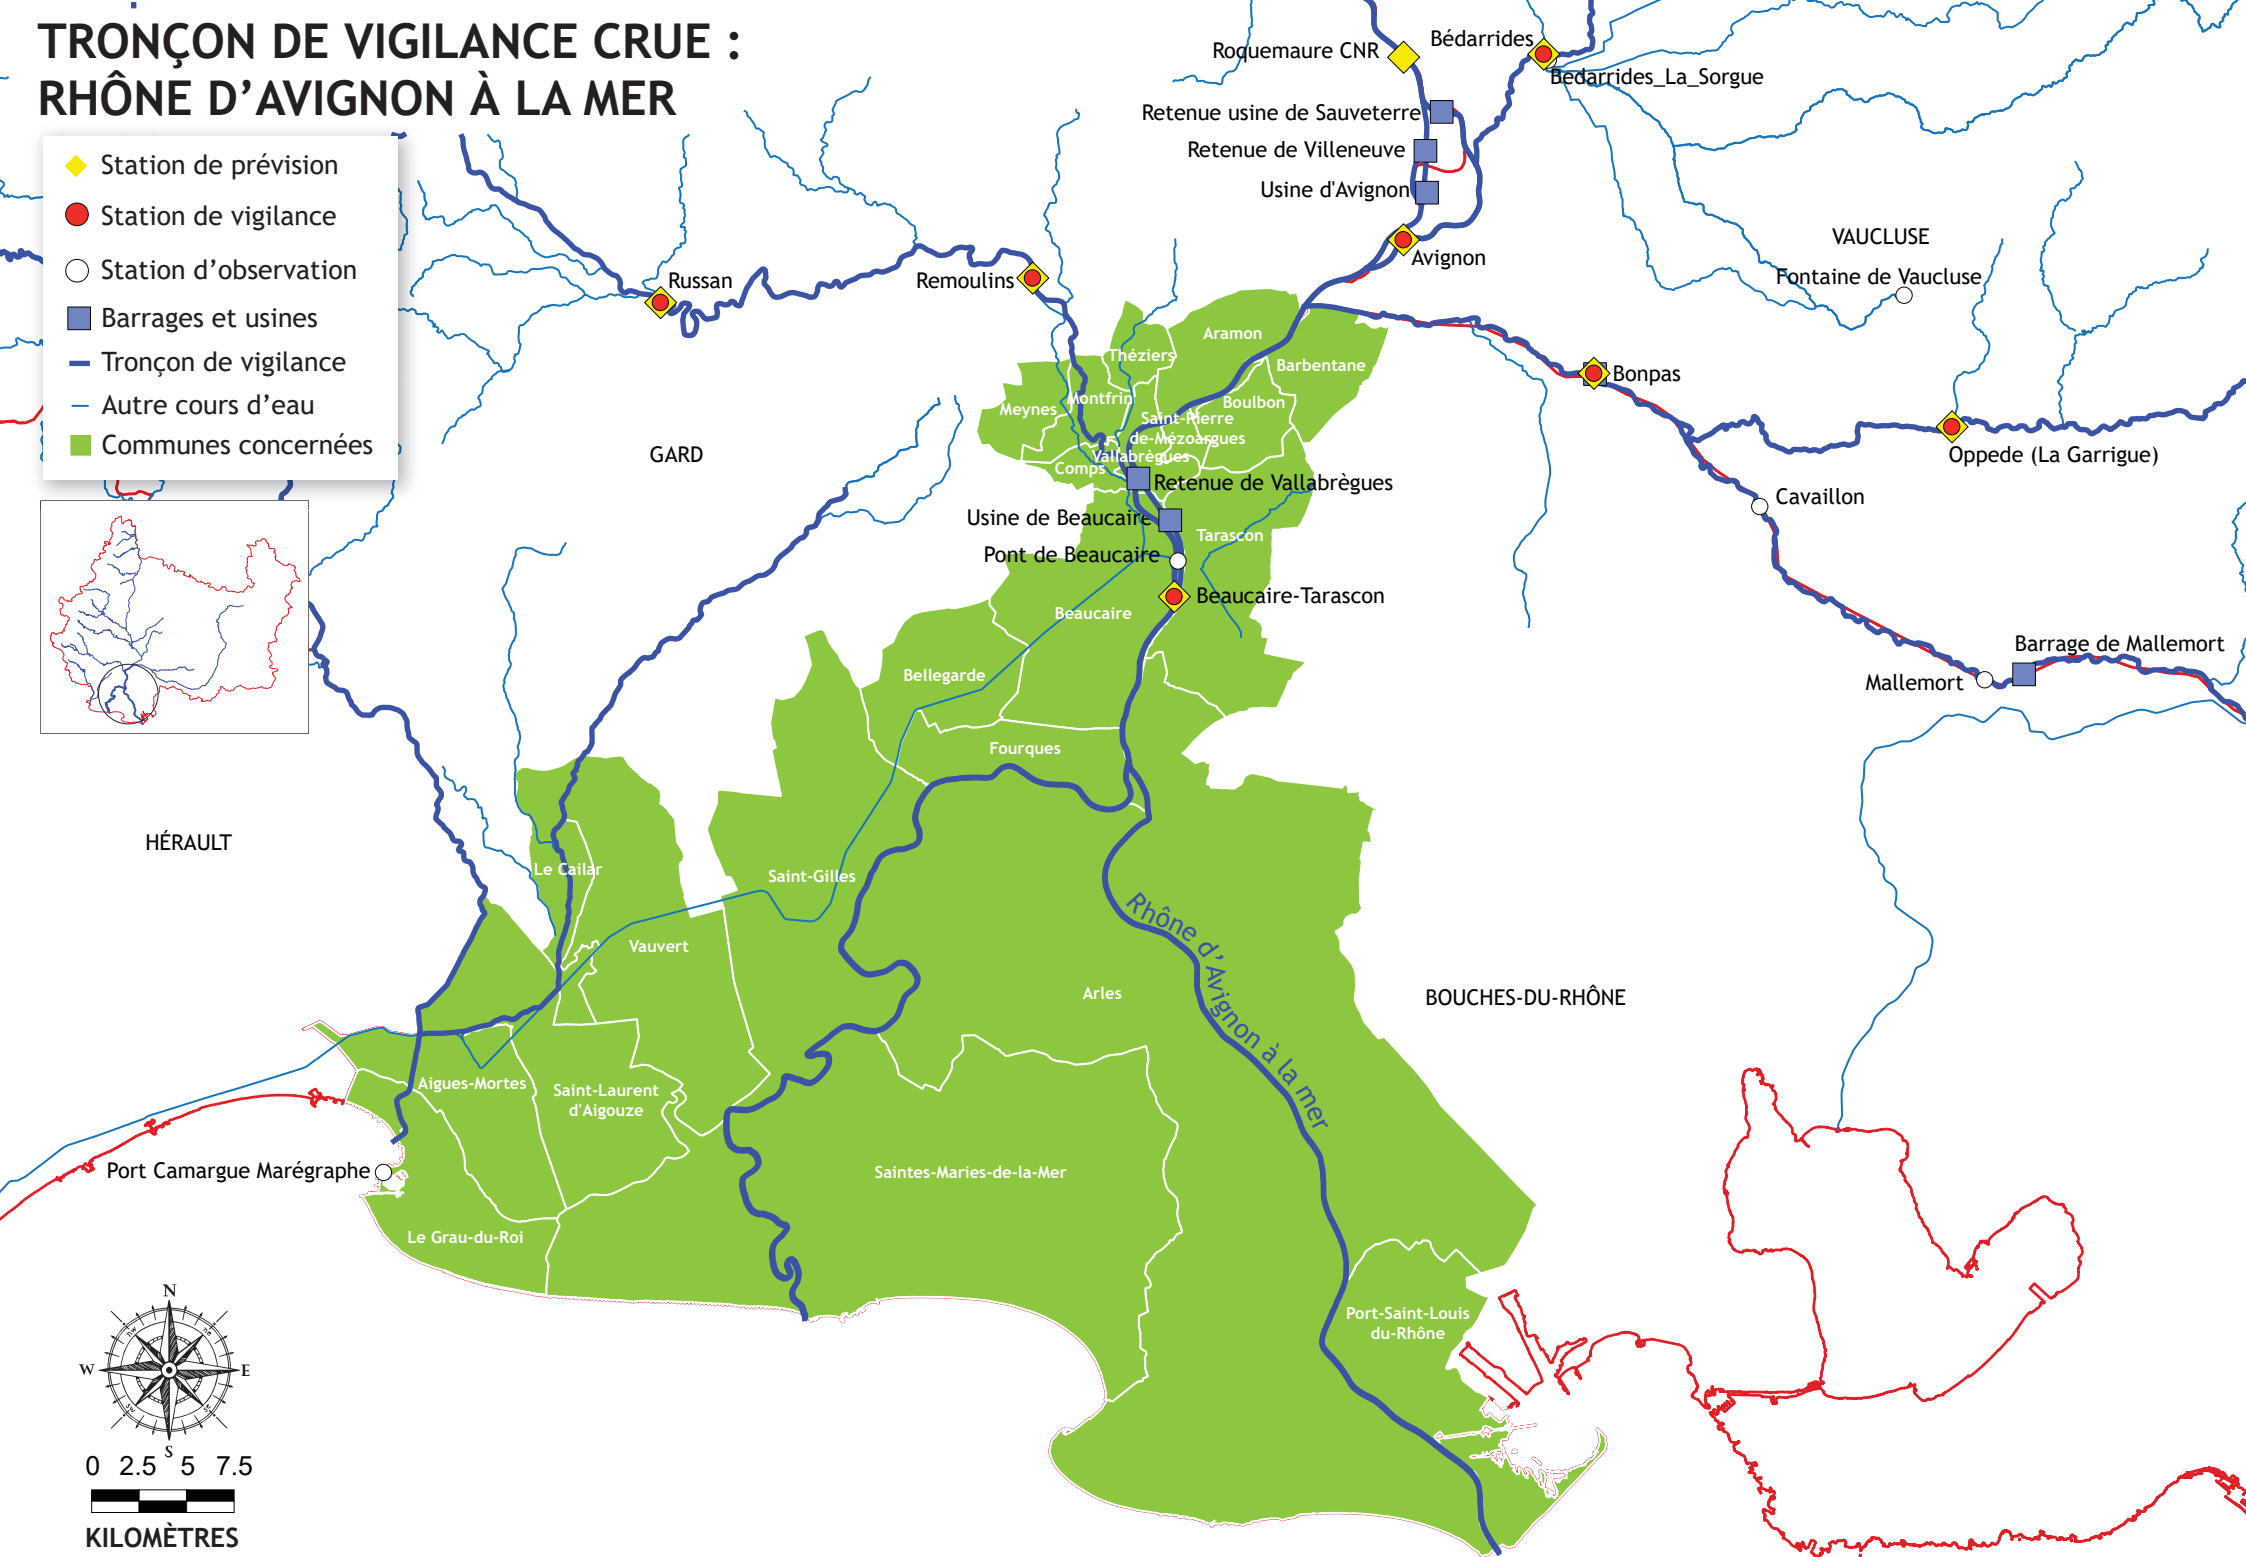 TRONÇON DE VIGILANCE CRUE :
RHÔNE D’AVIGNON À LA MER
Station de prévision
Station de vigilance
Station d’observation
Barrages et usines
Tronçon de vigilance
Autre cours d’eau
Communes concernées
Roquemaure CNR
Bédarrides
Bedarrides_La_Sorgue
Retenue usine de Sauveterre
Retenue de Villeneuve
Usine d'Avignon
Avignon
VAUCLUSE
Fontaine de Vaucluse
Russan
Remoulins
Aramon
Théziers
Barbentane
Bonpas
Meynes
Montfrin
Boulbon
Saint-Pierre
de-Mézoargues
Vallabrègues
Comps
GARD
Oppede (La Garrigue)
Retenue de Vallabrègues
Cavaillon
Usine de Beaucaire
Tarascon
Pont de Beaucaire
Beaucaire-Tarascon
Beaucaire
Barrage de Mallemort
Mallemort
Bellegarde
Fourques
HÉRAULT
Le Cailar
Saint-Gilles
Vauvert
Rhône d’Avignon à la mer
Arles
BOUCHES-DU-RHÔNE
Aigues-Mortes
Saint-Laurent
d'Aigouze
Port Camargue Marégraphe
Saintes-Maries-de-la-Mer
Le Grau-du-Roi
Port-Saint-Louis
du-Rhône
N
nw
ne
W
E
sw
se
S
0 2.5 5 7.5
KILOMÈTRES